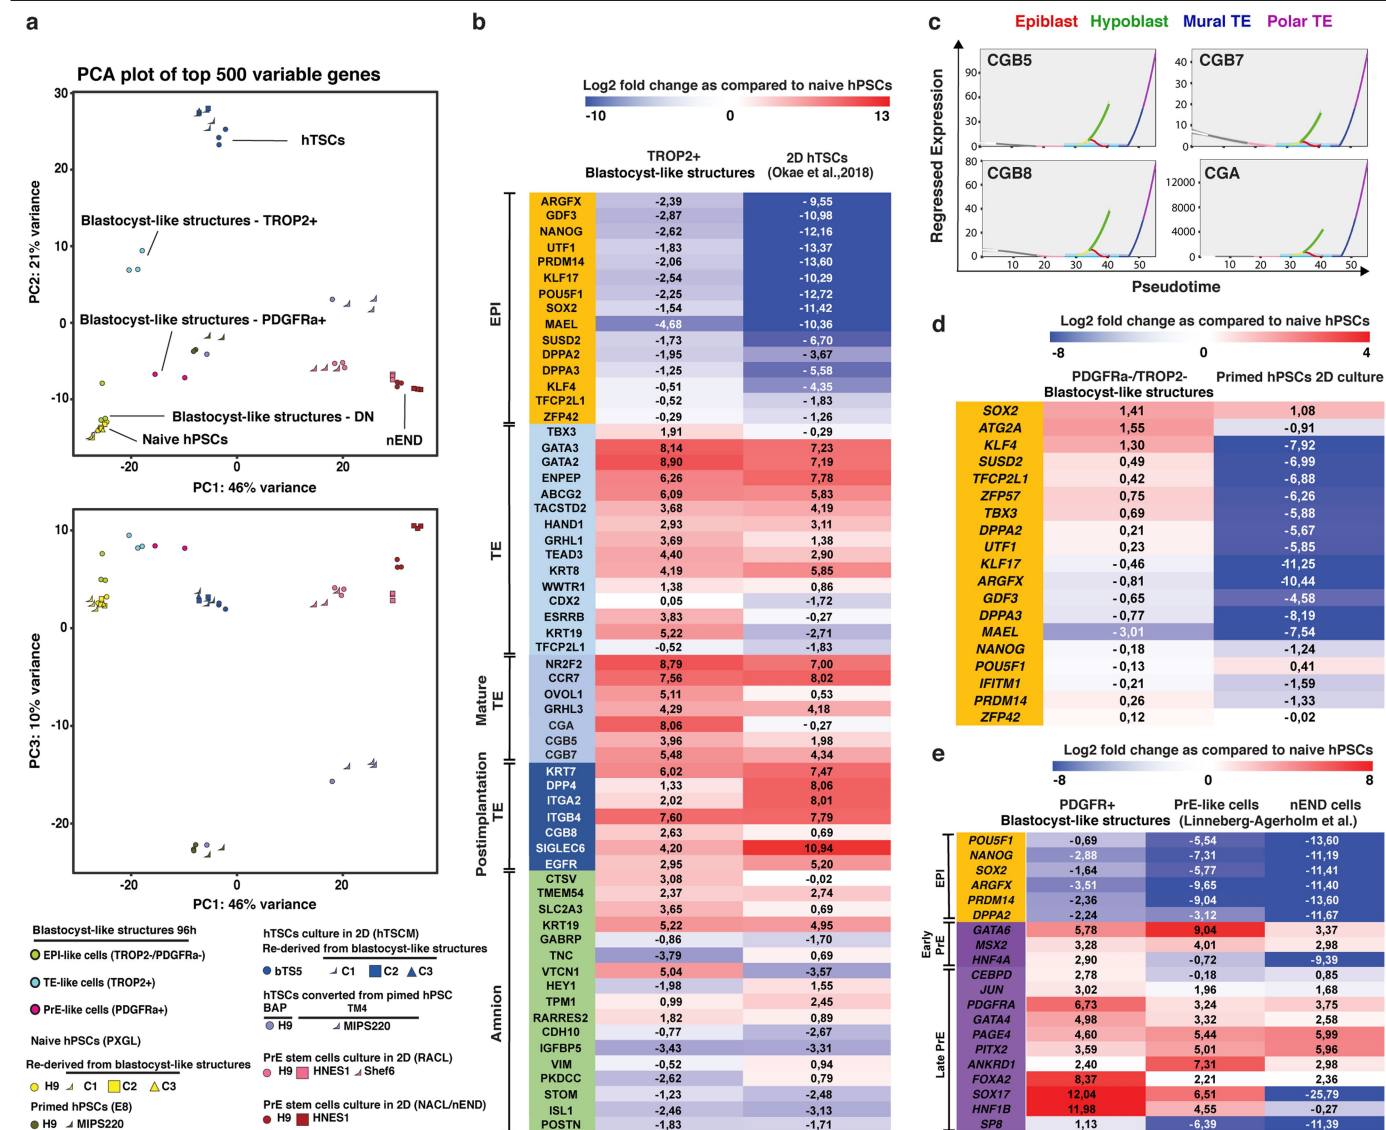 a
PCA plot of top 500 variable genes
30
20
10
0
-10
-20 0 20
PC2: 21% variance
PC1: 46% variance
hTSCs
Blastocyst-like structures - TROP2+
Blastocyst-like structures - PDGFRa+
Blastocyst-like structures - DN
Naive hPSCs
nEND
10
0
-10
-20
-20 0 20
PC3: 10% variance
PC1: 46% variance
Blastocyst-like structures 96h
EPI-like cells (TROP2-/PDGFRa-)
TE-like cells (TROP2+)
PrE-like cells (PDGFRa+)
Naive hPSCs (PXGL)
Re-derived from blastocyst-like structures
H9 C1 C2 C3
Primed hPSCs (E8)
H9 MIPS220
hTSCs culture in 2D (hTSCM)
Re-derived from blastocyst-like structures
bTS5 C1 C2 C3
hTSCs converted from pimed hPSC
BAP TM4
H9 MIPS220
PrE stem cells culture in 2D (RACL)
H9 HNES1 Shef6
PrE stem cells culture in 2D (NACL/nEND)
H9 HNES1
b
Log2 fold change as compared to naive hPSCs
-10 0 13
TROP2+
Blastocyst-like structures
2D hTSCs
(Okae et al.,2018)
EPI
ARGFX -2,39 - 9,55
GDF3 -2,87 -10,98
NANOG -2,62 -12,16
UTF1 -1,83 -13,37
PRDM14 -2,06 -13,60
KLF17 -2,54 -10,29
POU5F1 -2,25 -12,72
SOX2 -1,54 -11,42
MAEL -4,68 -10,36
SUSD2 -1,73 - 6,70
DPPA2 -1,95 - 3,67
DPPA3 -1,25 - 5,58
KLF4 -0,51 - 4,35
TFCP2L1 -0,52 -1,83
ZFP42 -0,29 - 1,26
TE
TBX3 1,91 - 0,29
GATA3 8,14 7,23
GATA2 8,90 7,19
ENPEP 6,26 7,78
ABCG2 6,09 5,83
TACSTD2 3,68 4,19
HAND1 2,93 3,11
GRHL1 3,69 1,38
TEAD3 4,40 2,90
KRT8 4,19 5,85
WWTR1 1,38 0,86
CDX2 0,05 -1,72
ESRRB 3,83 -0,27
KRT19 5,22 -2,71
TFCP2L1 -0,52 -1,83
Mature
TE
NR2F2 8,79 7,00
CCR7 7,56 8,02
OVOL1 5,11 0,53
GRHL3 4,29 4,18
CGA 8,06 - 0,27
CGB5 3,96 1,98
CGB7 5,48 4,34
Postimplantation
TE
KRT7 6,02 7,47
DPP4 1,33 8,06
ITGA2 2,02 8,01
ITGB4 7,60 7,79
CGB8 2,63 0,69
SIGLEC6 4,20 10,94
EGFR 2,95 5,20
Amnion
CTSV 3,08 -0,02
TMEM54 2,37 2,74
SLC2A3 3,65 0,69
KRT19 5,22 4,95
GABRP -0,86 -1,70
TNC -3,79 0,69
VTCN1 5,04 -3,57
HEY1 -1,98 1,55
TPM1 0,99 2,45
RARRES2 1,82 0,89
CDH10 -0,77 -2,67
IGFBP5 -3,43 -3,31
VIM -0,52 0,94
PKDCC -2,62 0,79
STOM -1,23 -2,48
ISL1 -2,46 -3,13
POSTN -1,83 -1,71
c
Epiblast Hypoblast Mural TE Polar TE
Regressed Expression
CGB5
90
60
30
0
CGB7
40
30
20
10
0
CGB8
80
60
40
20
0
CGA
12000
8000
4000
0
10 20 30 40 50
10 20 30 40 50
Pseudotime
d
Log2 fold change as compared to naive hPSCs
-8 0 4
PDGFRa-/TROP2-
Blastocyst-like structures
Primed hPSCs 2D culture
SOX2 1,41 1,08
ATG2A 1,55 -0,91
KLF4 1,30 -7,92
SUSD2 0,49 -6,99
TFCP2L1 0,42 -6,88
ZFP57 0,75 -6,26
TBX3 0,69 -5,88
DPPA2 0,21 -5,67
UTF1 0,23 -5,85
KLF17 - 0,46 -11,25
ARGFX - 0,81 -10,44
GDF3 - 0,65 -4,58
DPPA3 - 0,77 -8,19
MAEL - 3,01 -7,54
NANOG - 0,18 -1,24
POU5F1 - 0,13 0,41
IFITM1 - 0,21 -1,59
PRDM14 0,26 -1,33
ZFP42 0,12 -0,02
e
Log2 fold change as compared to naive hPSCs
-8 0 8
PDGFR+
Blastocyst-like structures
PrE-like cells
nEND cells
(Linneberg-Agerholm et al.)
EPI
POU5F1 -0,69 -5,54 -13,60
NANOG -2,88 -7,31 -11,19
SOX2 -1,64 -5,77 -11,41
ARGFX -3,51 -9,65 -11,40
PRDM14 -2,36 -9,04 -13,60
DPPA2 -2,24 -3,12 -11,67
Early
PrE
GATA6 5,78 9,04 3,37
MSX2 3,28 4,01 2,98
HNF4A 2,90 -0,72 -9,39
Late PrE
CEBPD 2,78 -0,18 0,85
JUN 3,02 1,96 1,68
PDGFRA 6,73 3,24 3,75
GATA4 4,98 3,32 2,58
PAGE4 4,60 5,44 5,99
PITX2 3,59 5,01 5,96
ANKRD1 2,40 7,31 2,98
FOXA2 8,37 2,21 2,36
SOX17 12,04 6,51 -25,79
HNF1B 11,98 4,55 -0,27
SP8 1,13 -6,39 -11,39